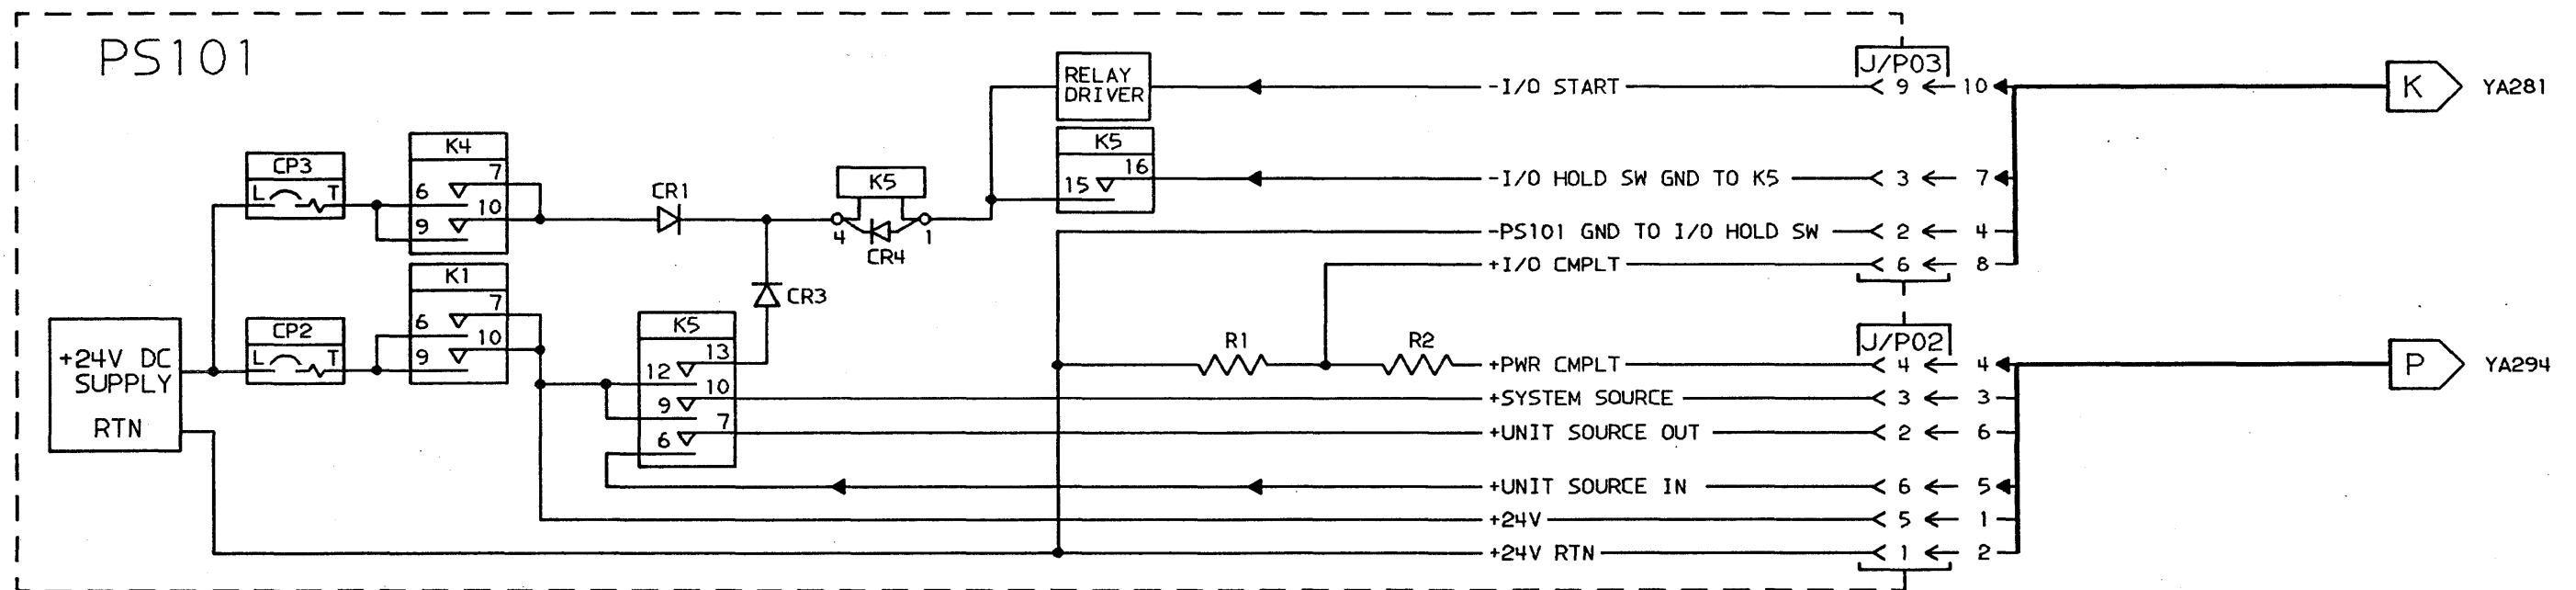 PS101
J/P03
RELAY
DRIVER
-I/O START
9
10
K
YA281
K4
7
6
10
9
CP3
L
T
CR1
K5
4
1
CR4
K5
16
15
-I/O HOLD SW GND TO K5
3
7
-PS101 GND TO I/O HOLD SW
2
4
+I/O CMPLT
6
8
K1
7
6
10
9
CR3
CP2
L
T
+24V DC
SUPPLY
RTN
K5
13
12
10
9
7
6
R1
R2
J/P02
+PWR CMPLT
4
4
P
YA294
+SYSTEM SOURCE
3
3
+UNIT SOURCE OUT
2
6
+UNIT SOURCE IN
6
5
+24V
5
1
+24V RTN
1
2